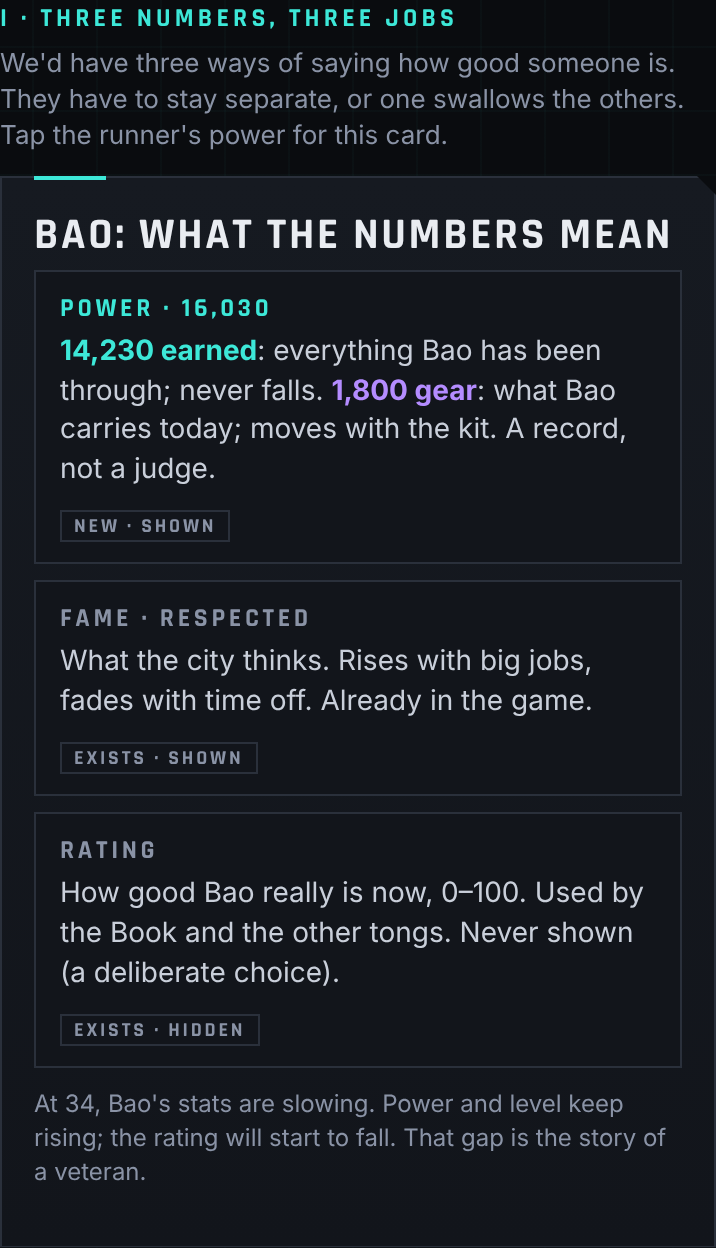 I · THREE NUMBERS, THREE JOBS
We'd have three ways of saying how good someone is.
They have to stay separate, or one swallows the others.
Tap the runner's power for this card.
BAO: WHAT THE NUMBERS MEAN
POWER · 16,030
14,230 earned: everything Bao has been
through; never falls. 1,800 gear: what Bao
carries today; moves with the kit. A record,
not a judge.
NEW · SHOWN
FAME · RESPECTED
What the city thinks. Rises with big jobs,
fades with time off. Already in the game.
EXISTS · SHOWN
RATING
How good Bao really is now, 0–100. Used by
the Book and the other tongs. Never shown
(a deliberate choice).
EXISTS · HIDDEN
At 34, Bao's stats are slowing. Power and level keep
rising; the rating will start to fall. That gap is the story of
a veteran.